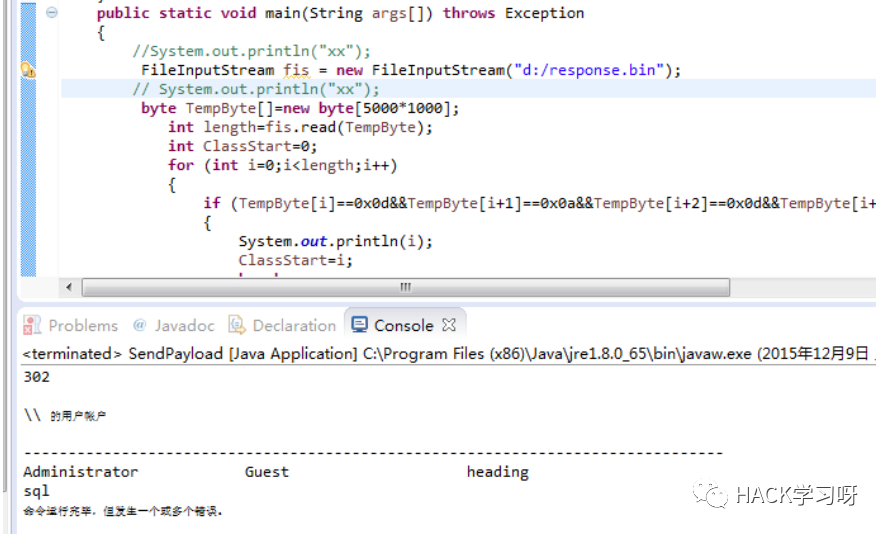 public static void main(String args[]) throws Exception
{
//System.out.println("xx");
FileInputStream fis = new FileInputStream("d:/response.bin");
// System.out.println("xx");
byte TempByte[]=new byte[5000*1000];
int length=fis.read(TempByte);
int ClassStart=0;
for (int i=0;i<length;i++)
{
if (TempByte[i]==0x0d&&TempByte[i+1]==0x0a&&TempByte[i+2]==0x0d&&TempByte[i+
{
System.out.println(i);
ClassStart=i;
Problems @ Javadoc Declaration Console
<terminated> SendPayload [Java Application] C:\Program Files (x86)\Java\jre1.8.0_65\bin\javaw.exe (2015年12月9日
302
\\ 的用户帐户
-------------------------------------------------------------------------------
Administrator Guest heading
sql
命令运行完毕，但发生一个或多个错误。
HACK学习呀